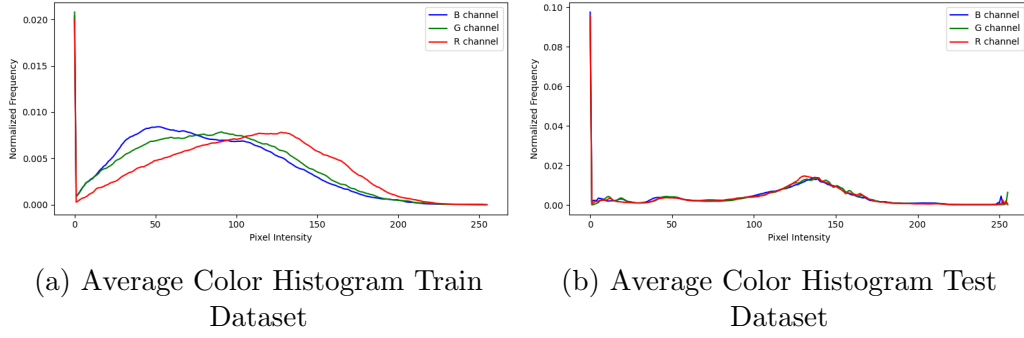 0.020
0.015
0.010
0.005
0.000
Normalized Frequency
0 50 100 150 200 250
Pixel Intensity
B channel
G channel
R channel
(a) Average Color Histogram Train
Dataset
0.10
0.08
0.06
0.04
0.02
0.00
Normalized Frequency
0 50 100 150 200 250
Pixel Intensity
B channel
G channel
R channel
(b) Average Color Histogram Test
Dataset